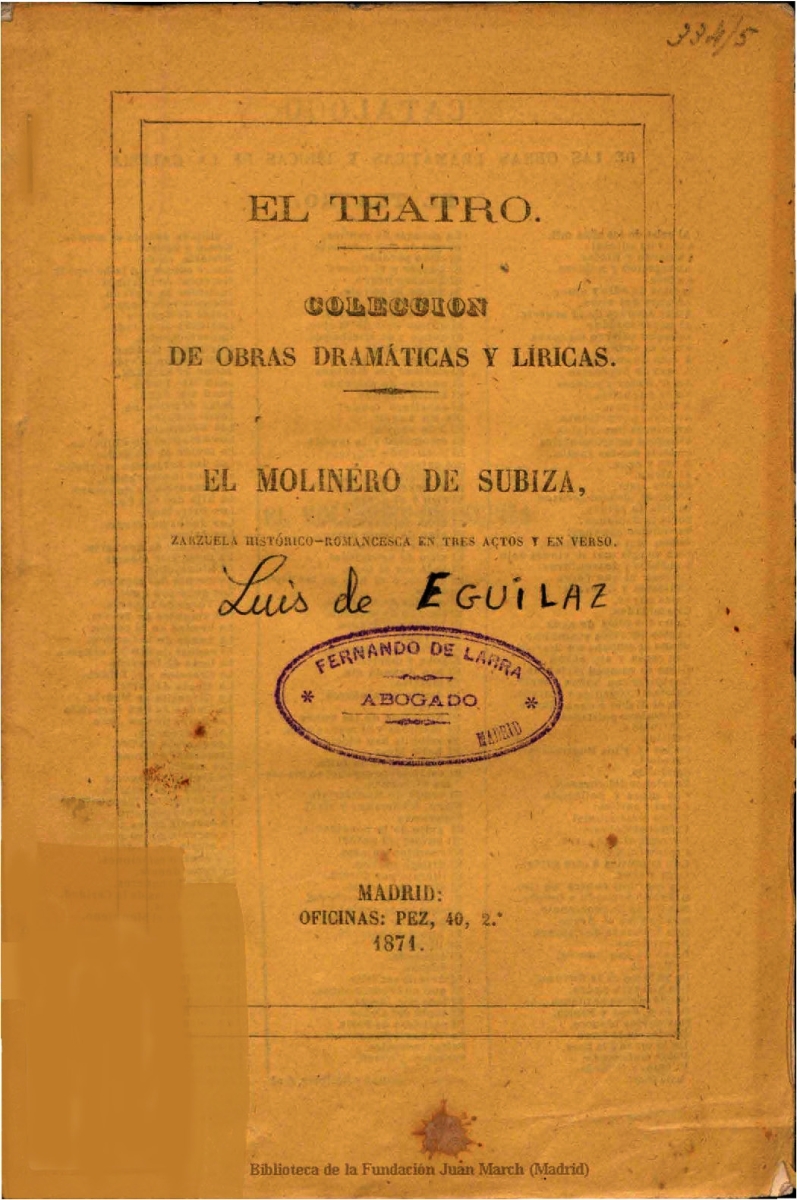 334/5
EL TEATRO.
COLECCION
DE OBRAS DRAMÁTICAS Y LÍRICAS.
EL MOLINERO DE SUBIZA,
ZARZUELA HISTÓRICO-ROMANCESCA EN TRES ACTOS Y EN VERSO.
Luis de EGUÍLAZ
FERNANDO DE LARRA
ABOGADO
MADRID
MADRID:
OFICINAS: PEZ, 40, 2.°
1871.
Biblioteca de la Fundación Juan March (Madrid)